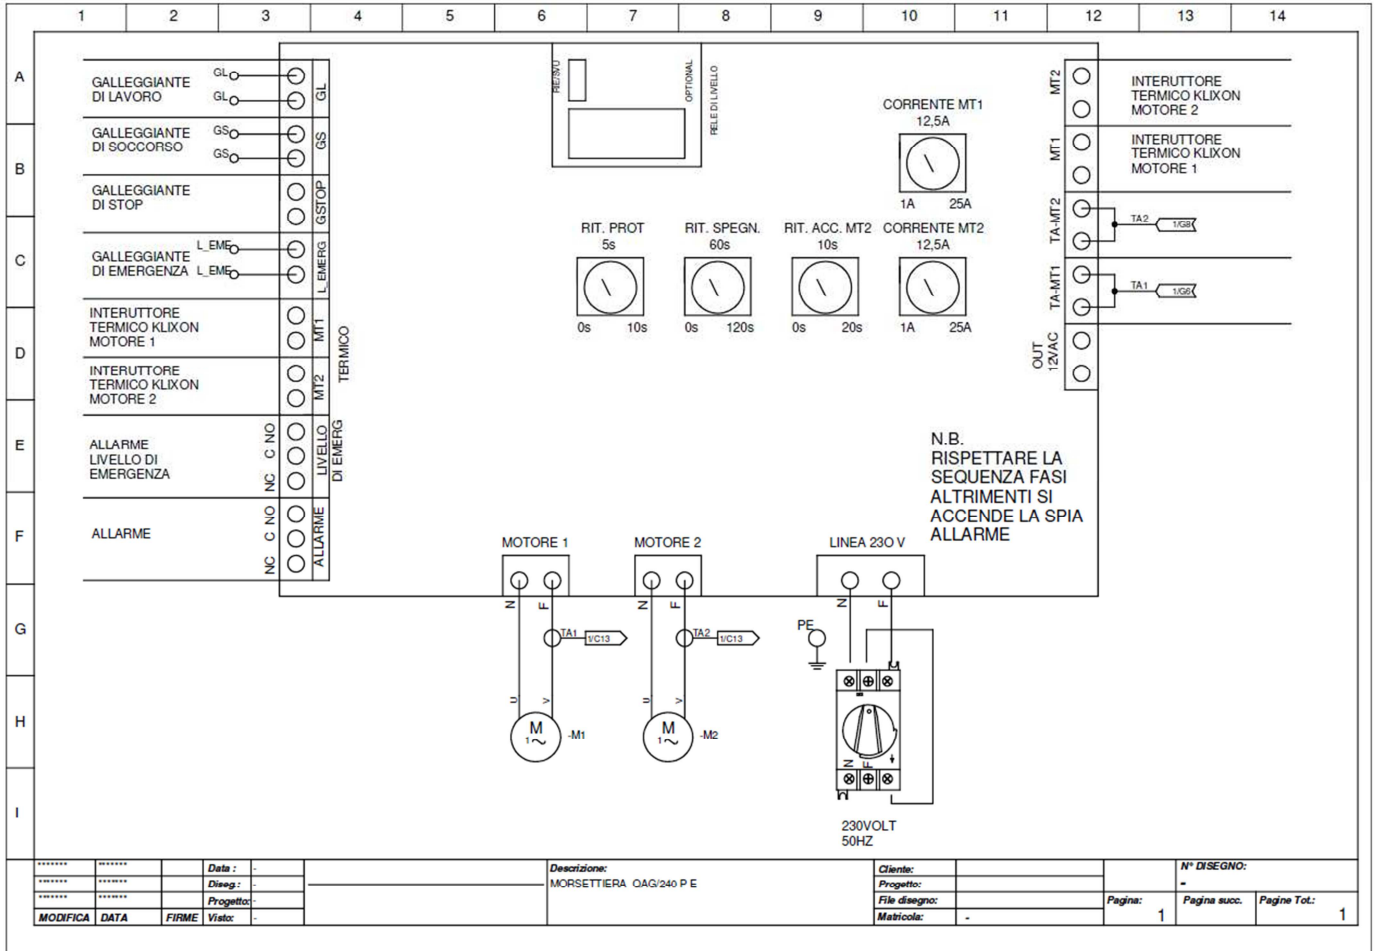 1 2 3 4 5 6 7 8 9 10 11 12 13 14
A
B
C
D
E
F
G
H
I
GALLEGGIANTE
DI LAVORO
GL
GL
GL
GALLEGGIANTE
DI SOCCORSO
GS
GS
GS
GALLEGGIANTE
DI STOP
GSTOP
GALLEGGIANTE
DI EMERGENZA
L_EME
L_EME
L_EMERG
INTERUTTORE
TERMICO KLIXON
MOTORE 1
MT1
INTERUTTORE
TERMICO KLIXON
MOTORE 2
MT2
TERMICO
ALLARME
LIVELLO DI
EMERGENZA
NO
C
NC
LIVELLO
DI EMERG
ALLARME
NO
C
NC
ALLARME
OPTIONAL
RELE DI LIVELLO
CORRENTE MT1
12,5A
1A 25A
RIT. PROT
5s
0s 10s
RIT. SPEGN.
60s
0s 120s
RIT. ACC. MT2
10s
0s 20s
CORRENTE MT2
12,5A
1A 25A
MT2
INTERUTTORE
TERMICO KLIXON
MOTORE 2
MT1
INTERUTTORE
TERMICO KLIXON
MOTORE 1
TA-MT2
TA2
1/G8
TA-MT1
TA1
1/G6
OUT
12VAC
N.B.
RISPETTARE LA
SEQUENZA FASI
ALTRIMENTI SI
ACCENDE LA SPIA
ALLARME
MOTORE 1
N F
TA1
1/C13
U V
M
1
-M1
MOTORE 2
N F
TA2
1/C13
U V
M
1
-M2
LINEA 23O V
N F
PE
N F
230VOLT
50HZ
******* *******
******* *******
******* *******
MODIFICA DATA FIRME
Data : -
Diseg.: -
Progetto: -
Visto: -
Descrizione:
MORSETTIERA QAG/240 P E
Cliente:
Progetto:
File disegno:
Matricola: -
N° DISEGNO:
-
Pagina: 1
Pagina succ.
Pagine Tot.: 1